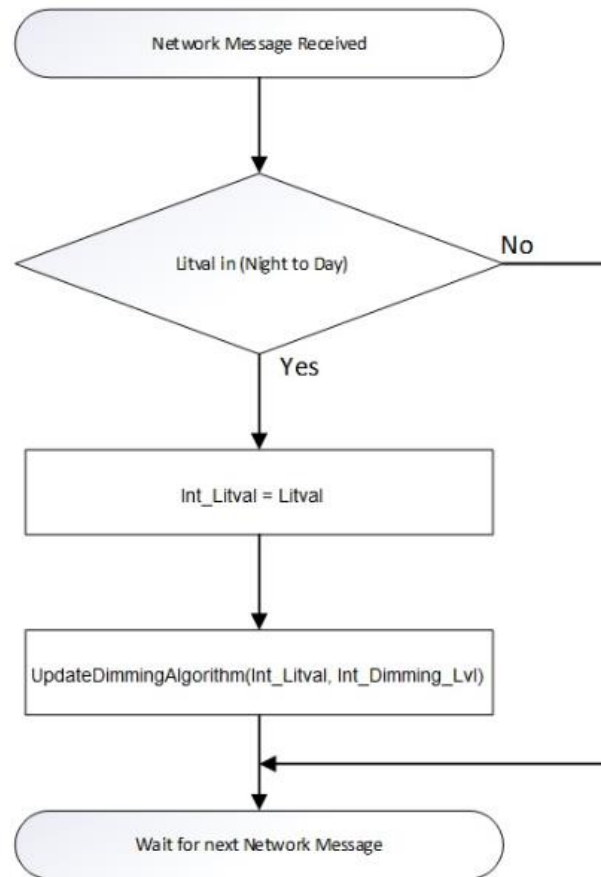 Network Message Received
Litval in (Night to Day)
No
Yes
Int_Litval = Litval
UpdateDimmingAlgorithm(Int_Litval, Int_Dimming_Lvl)
Wait for next Network Message